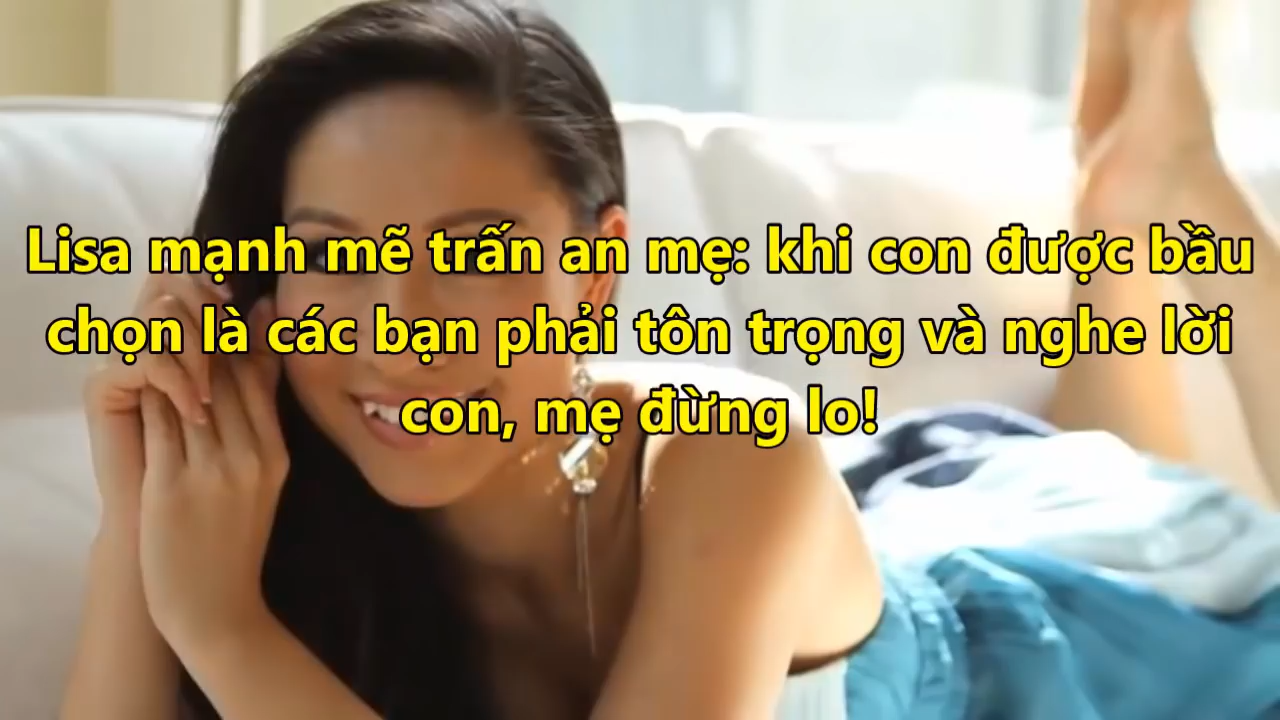 Lisa mạnh mẽ trấn an mẹ: khi con được bầu
chọn là các bạn phải tôn trọng và nghe lời
con, mẹ đừng lo!